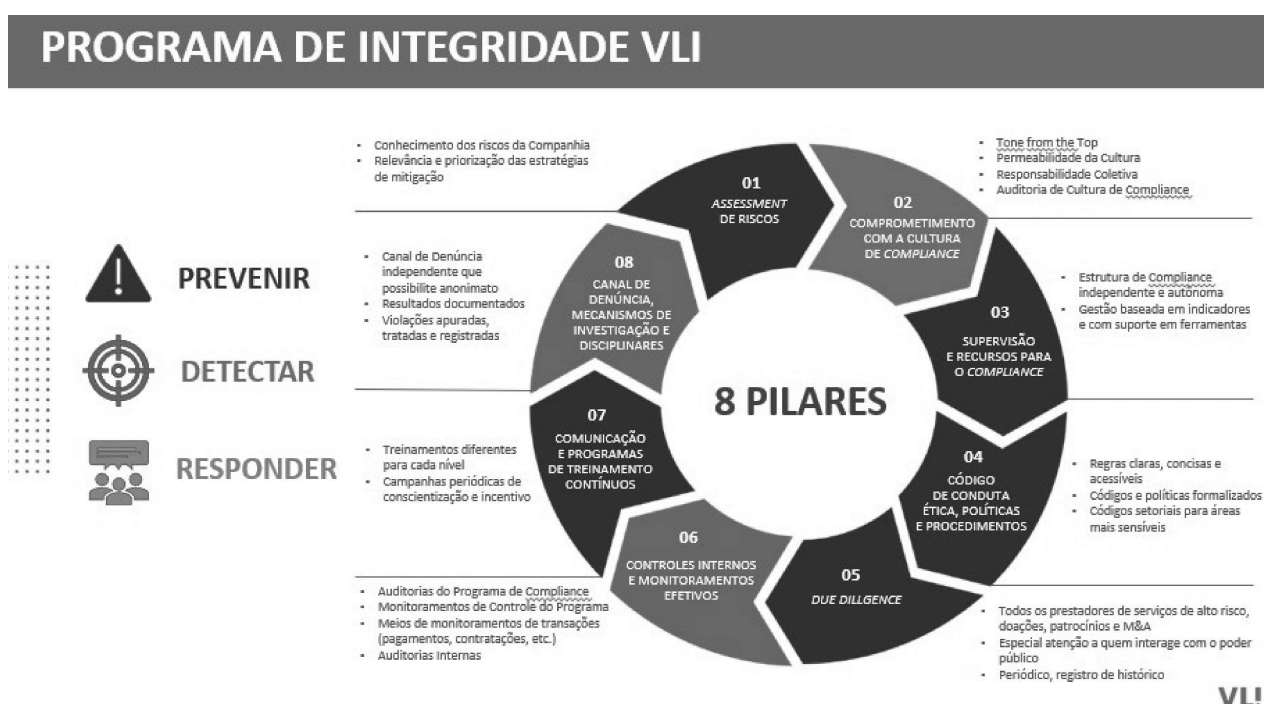 PROGRAMA DE INTEGRIDADE VLI
PREVENIR
DETECTAR
RESPONDER
8 PILARES
01
ASSESSMENT
DE RISCOS
▪ Conhecimento dos riscos da Companhia
▪ Relevância e priorização das estratégias
de mitigação
02
COMPROMETIMENTO
COM A CULTURA
DE COMPLIANCE
▪ Tone from the Top
▪ Permeabilidade da Cultura
▪ Responsabilidade Coletiva
▪ Auditoria de Cultura de Compliance
03
SUPERVISÃO
E RECURSOS PARA
O COMPLIANCE
▪ Estrutura de Compliance
independente e autônoma
▪ Gestão baseada em indicadores
e com suporte em ferramentas
04
CÓDIGO
DE CONDUTA
ÉTICA, POLÍTICAS
E PROCEDIMENTOS
▪ Regras claras, concisas e
acessíveis
▪ Códigos e políticas formalizados
▪ Códigos setoriais para áreas
mais sensíveis
05
DUE DILLGENCE
▪ Todos os prestadores de serviços de alto risco,
doações, patrocínios e M&A
▪ Especial atenção a quem interage com o poder
público
▪ Periódico, registro de histórico
06
CONTROLES INTERNOS
E MONITORAMENTOS
EFETIVOS
▪ Auditorias do Programa de Compliance
▪ Monitoramentos de Controle do Programa
▪ Meios de monitoramentos de transações
(pagamentos, contratações, etc.)
▪ Auditorias Internas
07
COMUNICAÇÃO
E PROGRAMAS
DE TREINAMENTO
CONTÍNUOS
▪ Treinamentos diferentes
para cada nível
▪ Campanhas periódicas de
conscientização e incentivo
08
CANAL DE
DENÚNCIA,
MECANISMOS DE
INVESTIGAÇÃO E
DISCIPLINARES
▪ Canal de Denúncia
independente que
possibilite anonimato
▪ Resultados documentados
▪ Violações apuradas,
tratadas e registradas
VLI